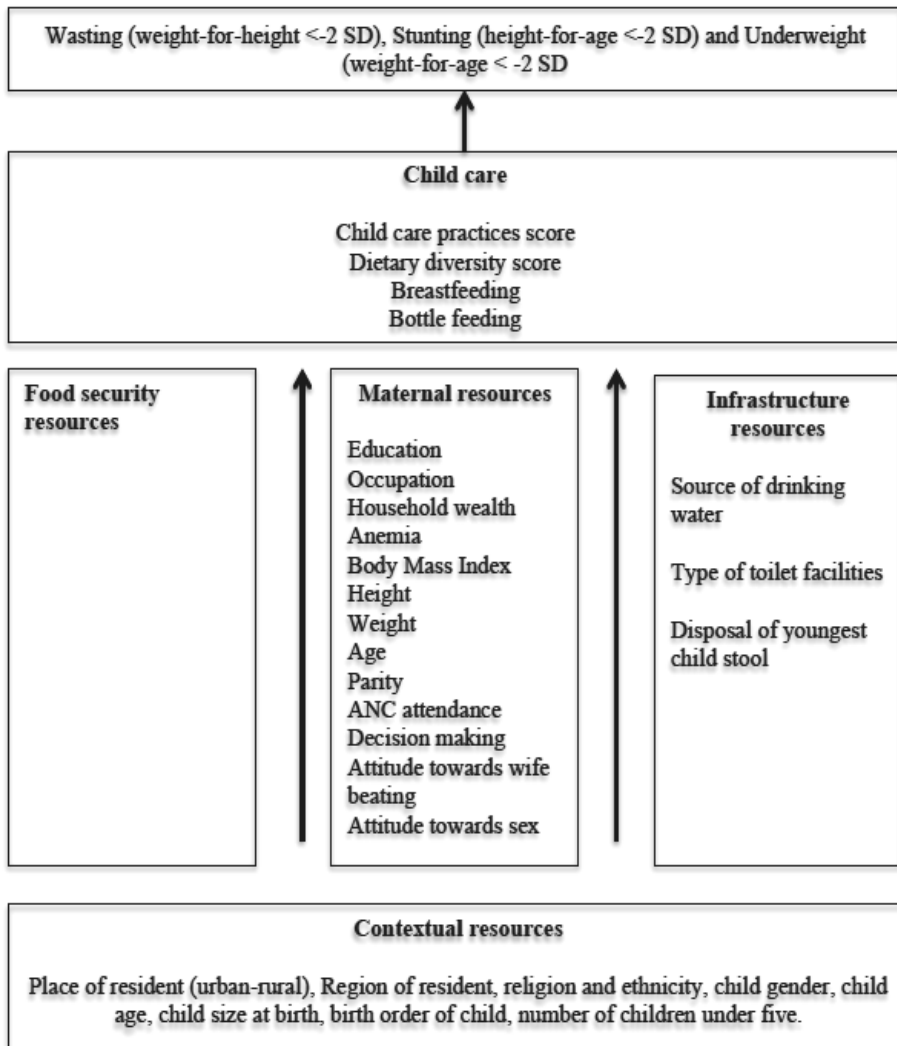 Wasting (weight-for-height <-2 SD), Stunting (height-for-age <-2 SD) and Underweight
(weight-for-age < -2 SD
Child care
Child care practices score
Dietary diversity score
Breastfeeding
Bottle feeding
Food security
resources
Maternal resources
Education
Occupation
Household wealth
Anemia
Body Mass Index
Height
Weight
Age
Parity
ANC attendance
Decision making
Attitude towards wife
beating
Attitude towards sex
Infrastructure
resources
Source of drinking
water
Type of toilet facilities
Disposal of youngest
child stool
Contextual resources
Place of resident (urban-rural), Region of resident, religion and ethnicity, child gender, child
age, child size at birth, birth order of child, number of children under five.